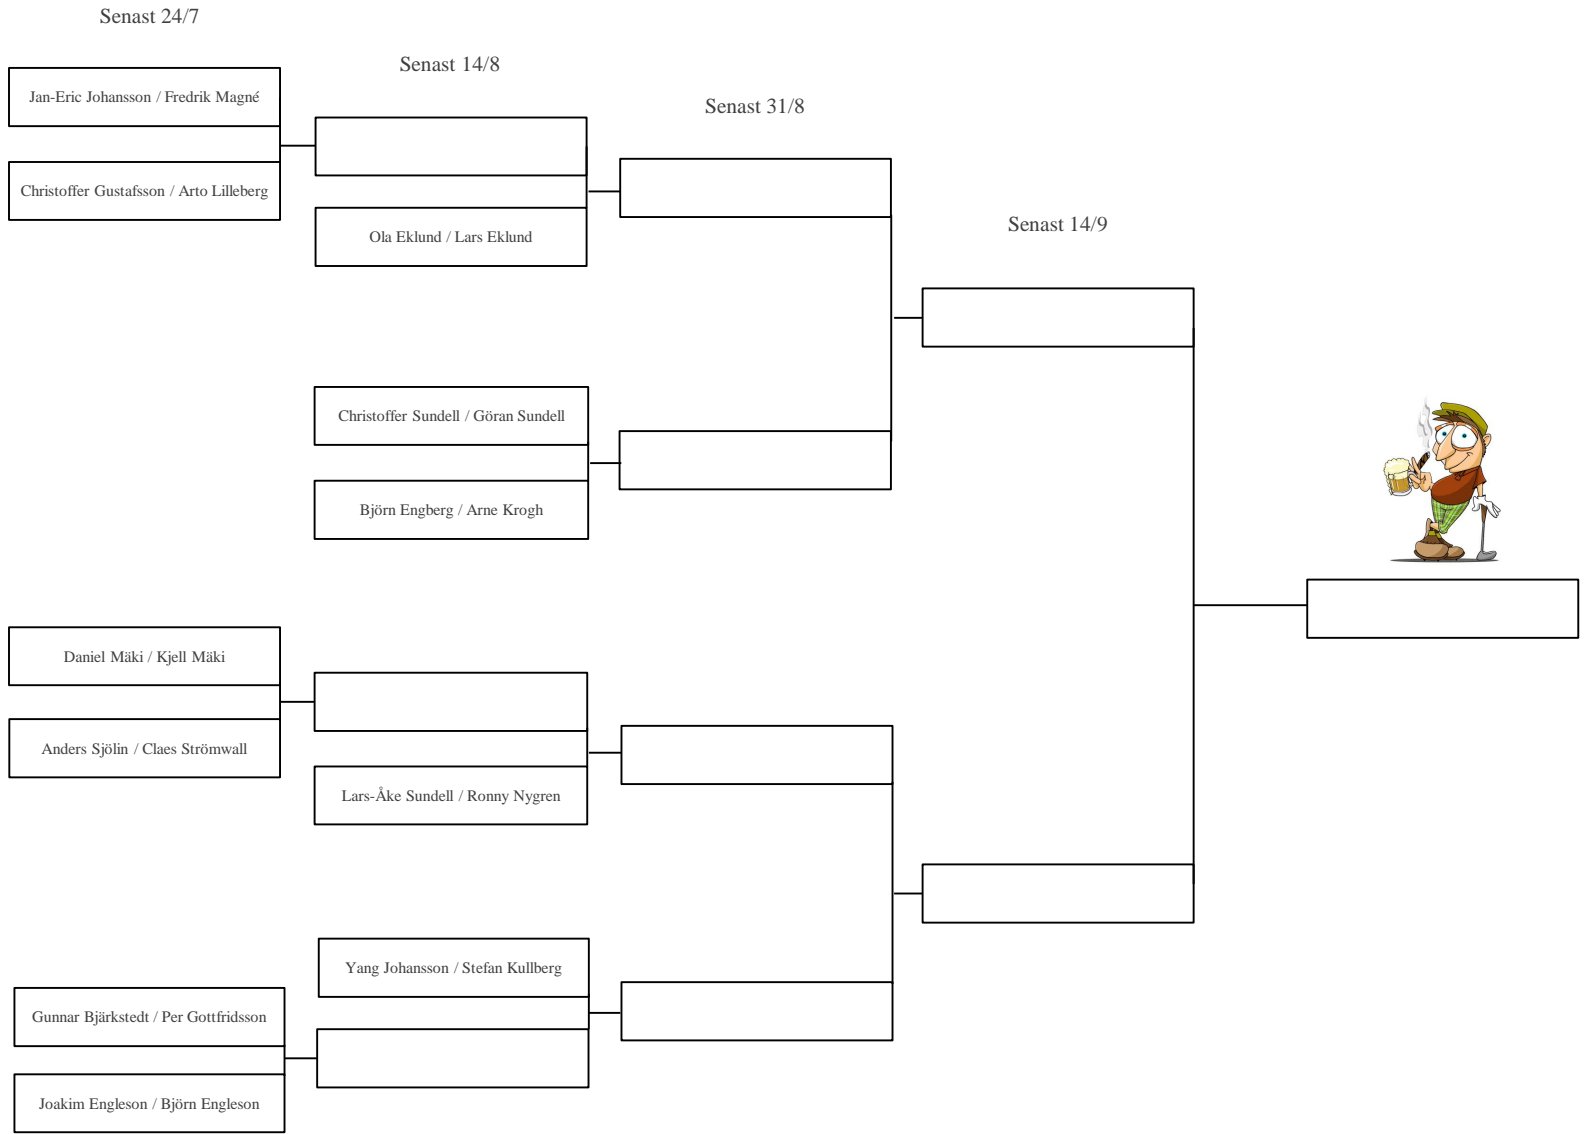 Senast 24/7
Senast 14/8
Senast 31/8
Senast 14/9
Jan-Eric Johansson / Fredrik Magné
Christoffer Gustafsson / Arto Lilleberg
Ola Eklund / Lars Eklund
Christoffer Sundell / Göran Sundell
Björn Engberg / Arne Krogh
Daniel Mäki / Kjell Mäki
Anders Sjölin / Claes Strömwall
Lars-Åke Sundell / Ronny Nygren
Yang Johansson / Stefan Kullberg
Gunnar Bjärkstedt / Per Gottfridsson
Joakim Engleson / Björn Engleson